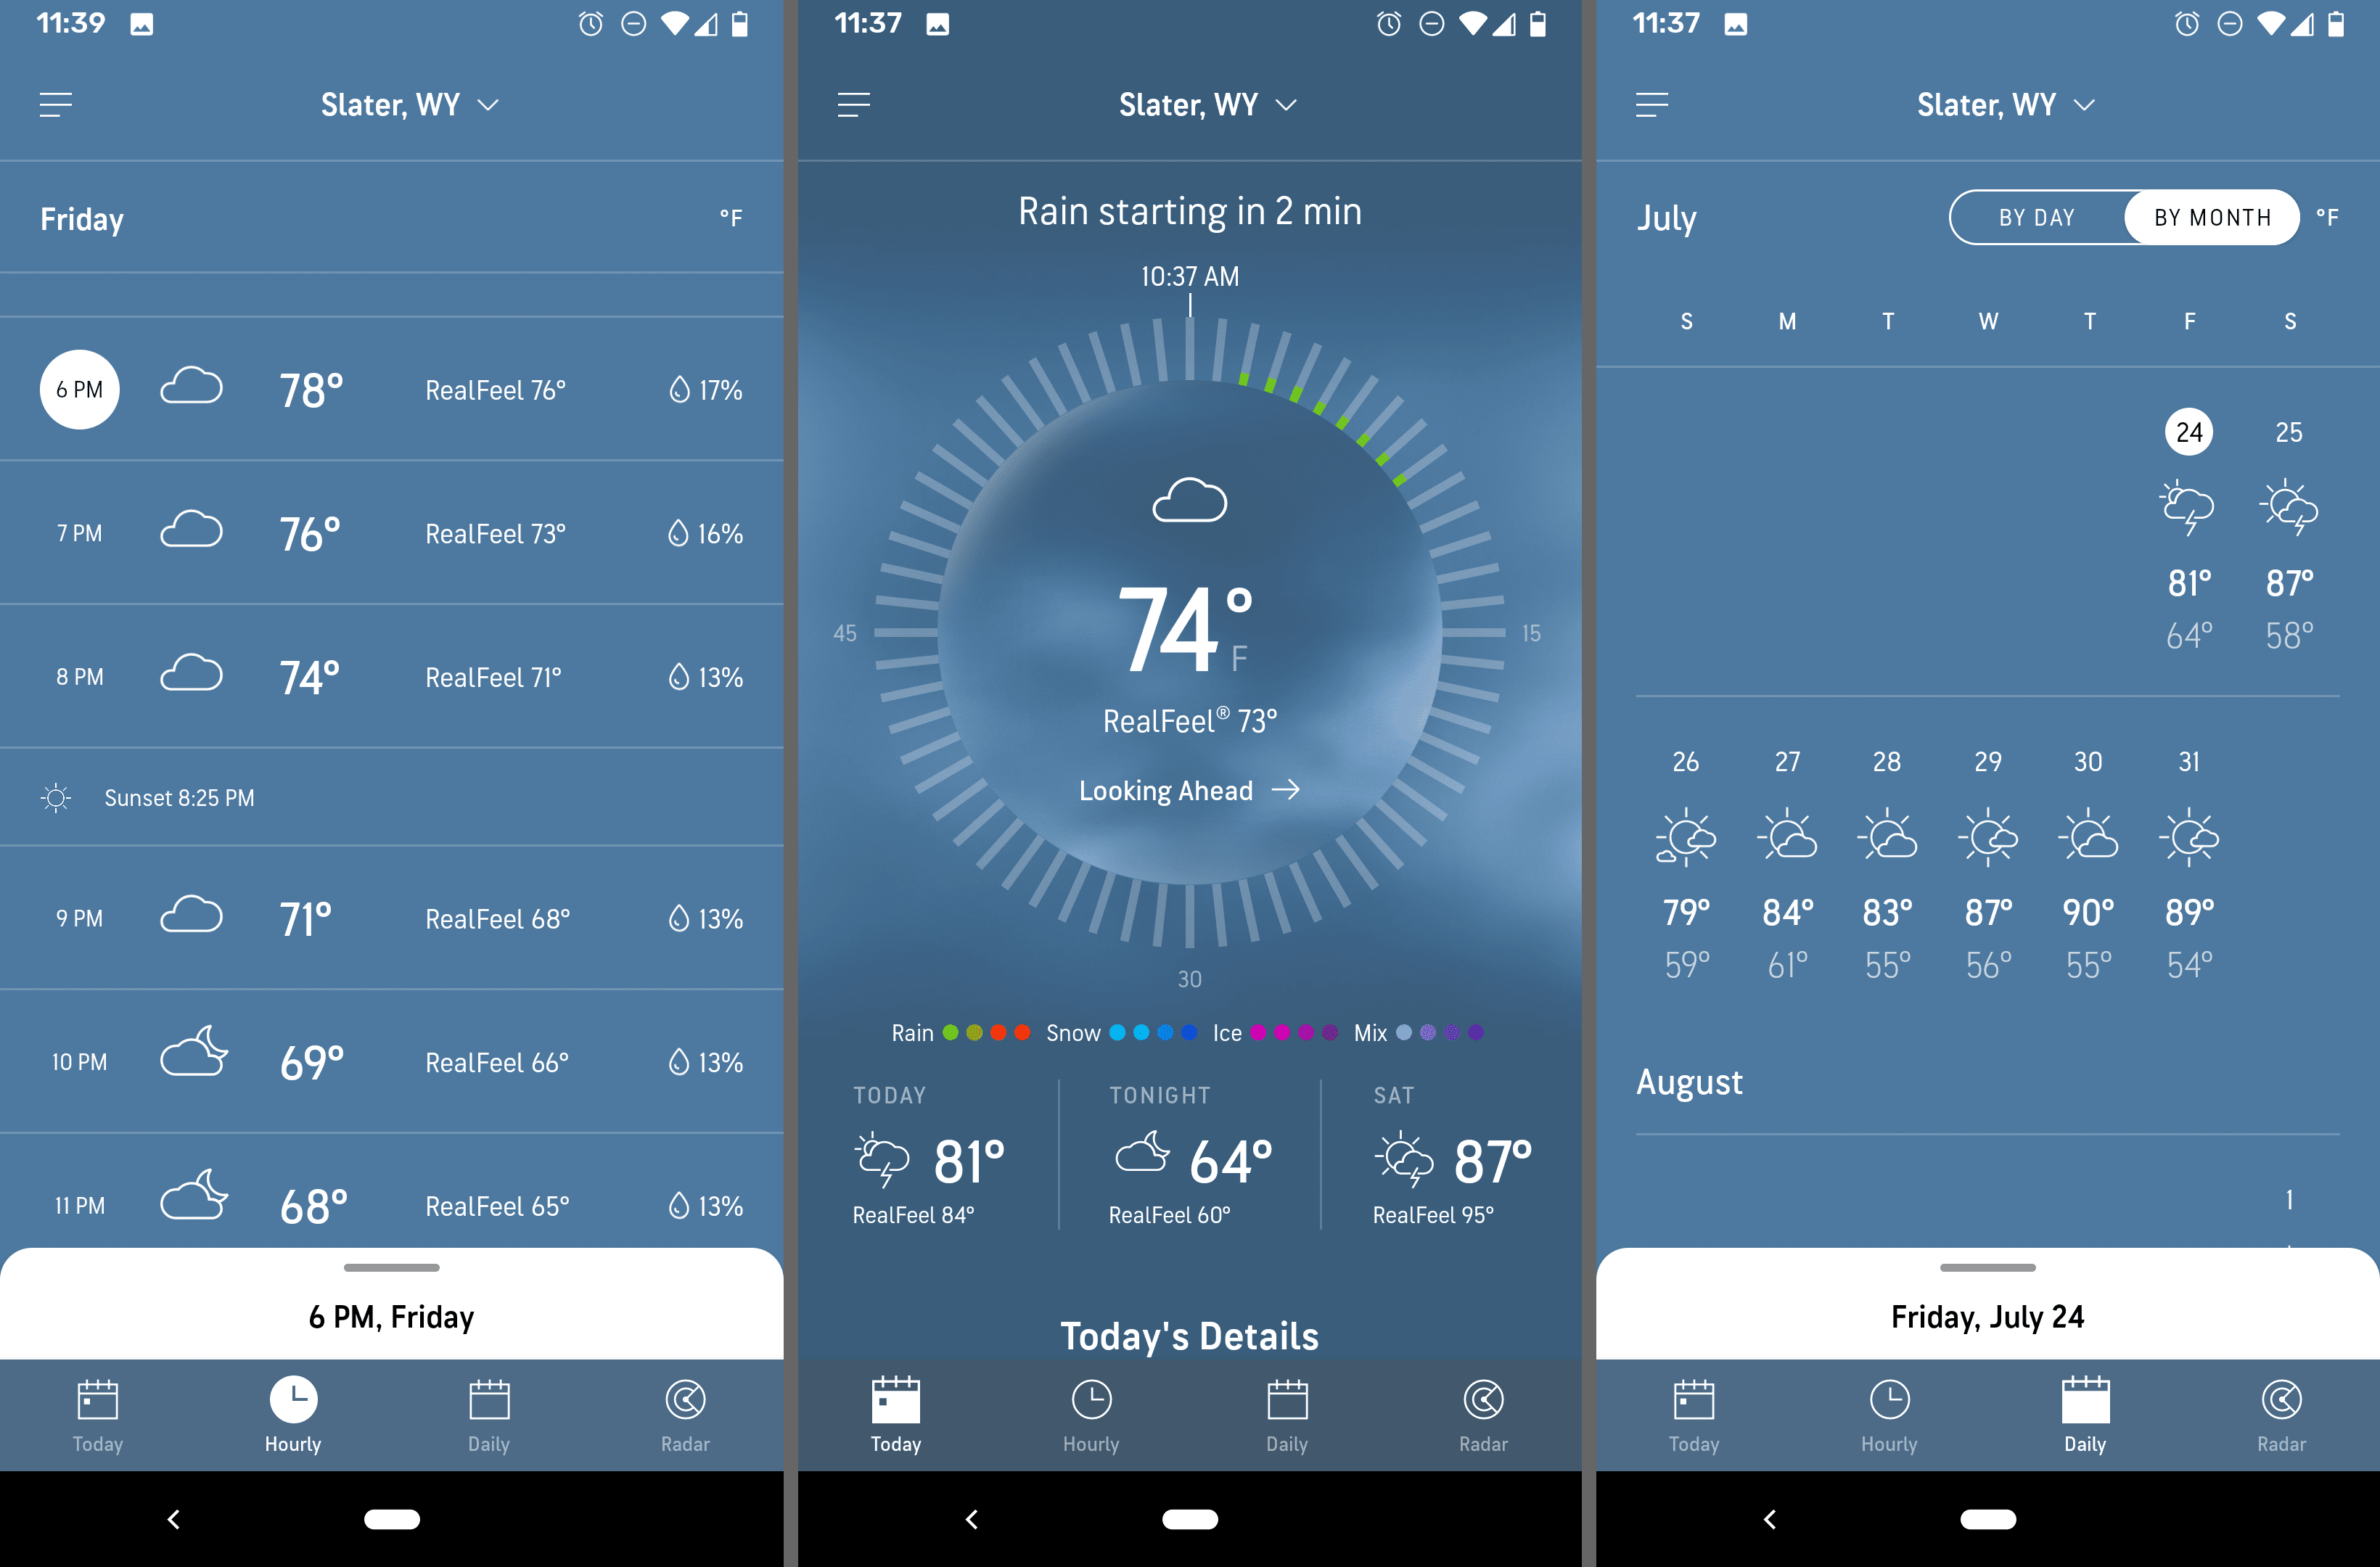 11:39
Slater, WY
Friday °F
6 PM 78° RealFeel 76° 17%
7 PM 76° RealFeel 73° 16%
8 PM 74° RealFeel 71° 13%
Sunset 8:25 PM
9 PM 71° RealFeel 68° 13%
10 PM 69° RealFeel 66° 13%
11 PM 68° RealFeel 65° 13%
6 PM, Friday
Today Hourly Daily Radar
11:37
Slater, WY
Rain starting in 2 min
10:37 AM
74°
F
45 15
RealFeel® 73°
Looking Ahead
30
Rain Snow Ice Mix
TODAY TONIGHT SAT
81° 64° 87°
RealFeel 84° RealFeel 60° RealFeel 95°
Today's Details
Today Hourly Daily Radar
11:37
Slater, WY
July BY DAY BY MONTH °F
S M T W T F S
24 25
81° 87°
64° 58°
26 27 28 29 30 31
79° 84° 83° 87° 90° 89°
59° 61° 55° 56° 55° 54°
August
1
Friday, July 24
Today Hourly Daily Radar